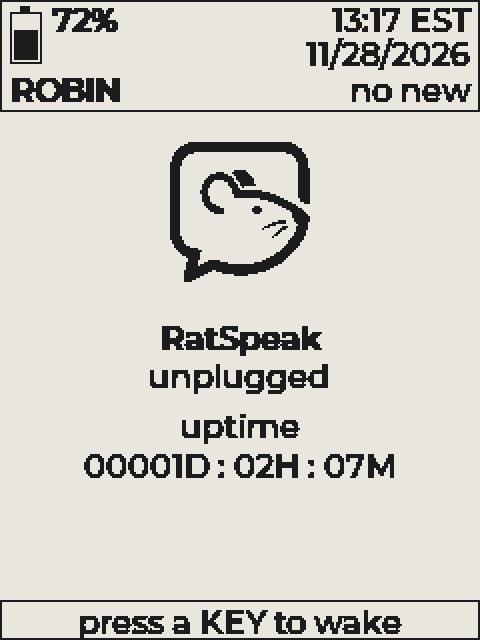 72%
13:17 EST
11/28/2026
ROBIN
no new
RatSpeak
unplugged
uptime
00001D : 02H : 07M
press a KEY to wake